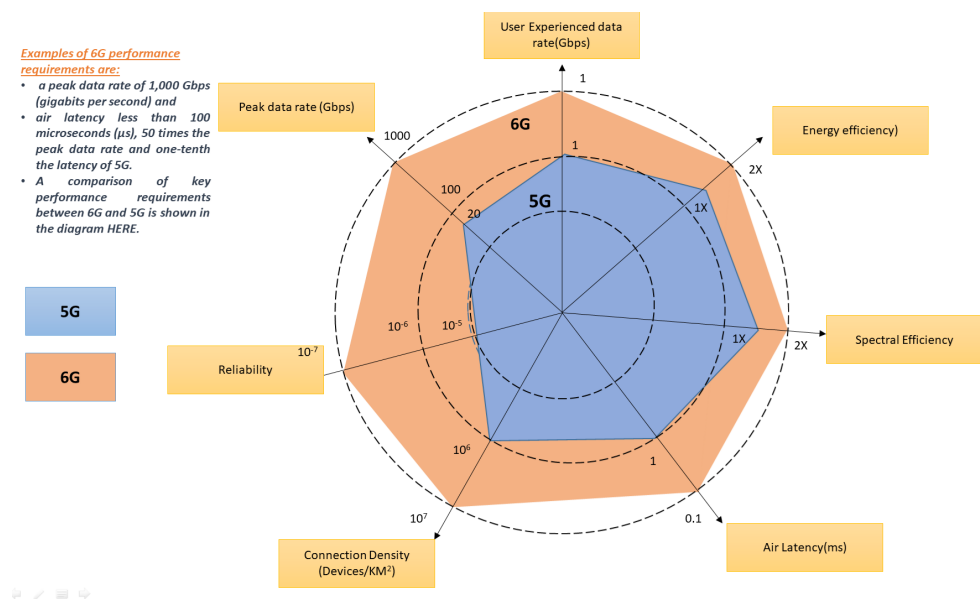 User Experienced data
rate(Gbps)
Examples of 6G performance
requirements are:
• a peak data rate of 1,000 Gbps
(gigabits per second) and
• air latency less than 100
microseconds (µs), 50 times the
peak data rate and one-tenth
the latency of 5G.
• A comparison of key
performance requirements
between 6G and 5G is shown in
the diagram HERE.
Peak data rate (Gbps)
Energy efficiency)
1
6G
1000
1
2X
100
20
5G
1X
5G
6G
10⁻⁶
10⁻⁵
10⁻⁷
Reliability
1X
2X
Spectral Efficiency
10⁶
1
10⁷
0.1
Connection Density
(Devices/KM²)
Air Latency(ms)